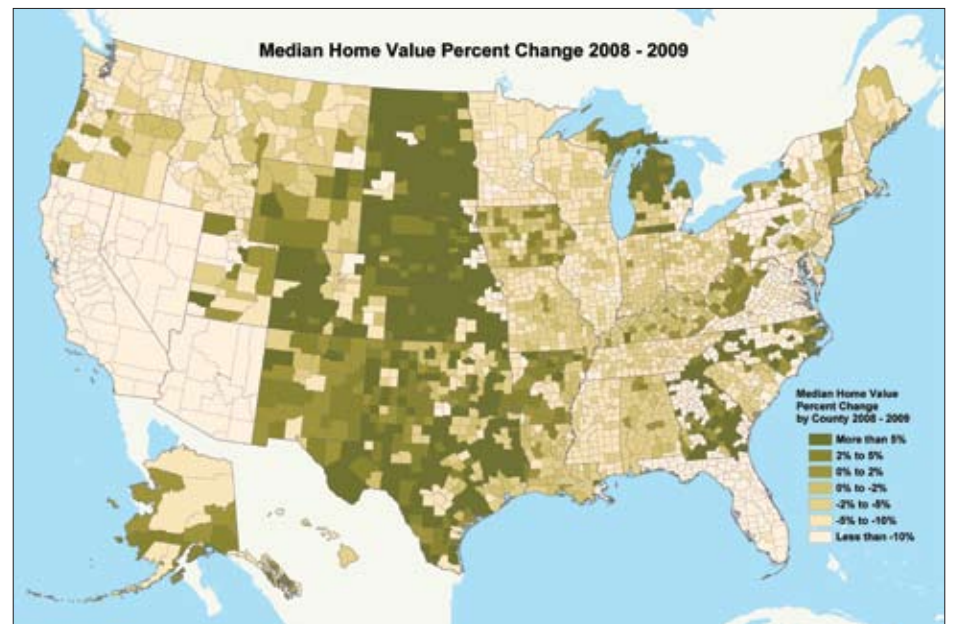 Median Home Value Percent Change 2008 - 2009
Median Home Value
Percent Change
by County 2008 - 2009
More than 5%
2% to 5%
0% to 2%
0% to -2%
-2% to -5%
-5% to -10%
Less than -10%